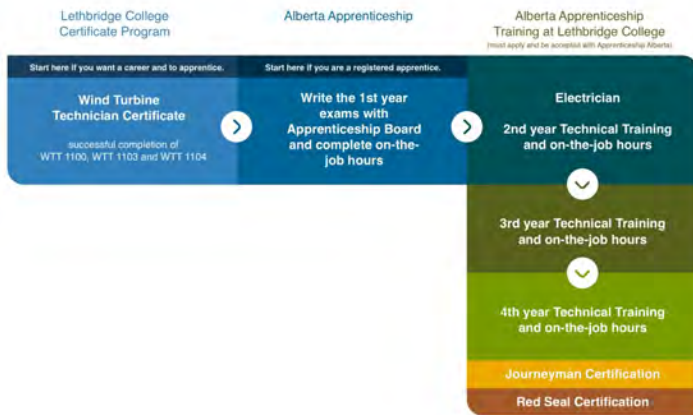 Lethbridge College
Certificate Program
Alberta Apprenticeship
Alberta Apprenticeship
Training at Lethbridge College
(must apply and be accepted with Apprenticeship Alberta)
Start here if you want a career and to apprentice.
Start here if you are a registered apprentice.
Wind Turbine
Technician Certificate
successful completion of
WTT 1100, WTT 1103 and WTT 1104
Write the 1st year
exams with
Apprenticeship Board
and complete on-the-
job hours
Electrician
2nd year Technical Training
and on-the-job hours
3rd year Technical Training
and on-the-job hours
4th year Technical Training
and on-the-job hours
Journeyman Certification
Red Seal Certification